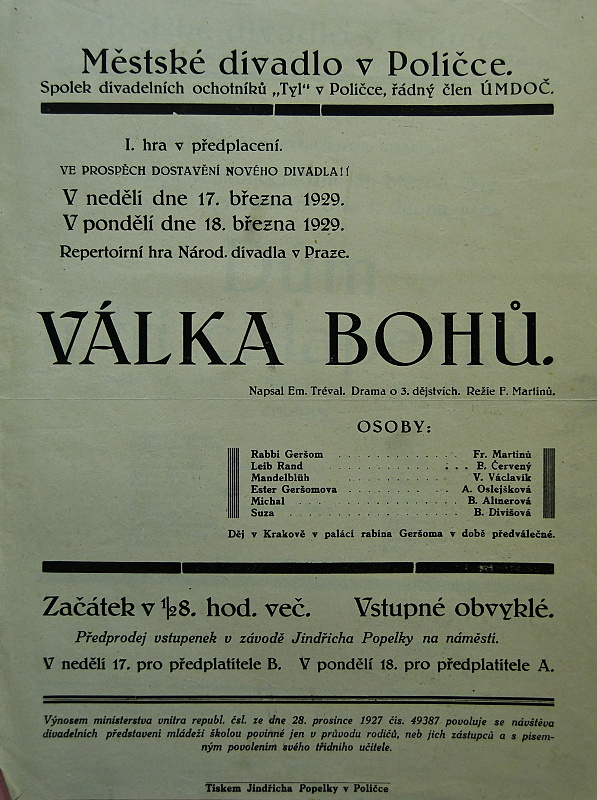 Městské divadlo v Poličce.
Spolek divadelních ochotníků „Tyl“ v Poličce, řádný člen ÚMDOČ.
I. hra v předplacení.
VE PROSPĚCH DOSTAVĚNÍ NOVÉHO DIVADLA!!
V neděli dne 17. března 1929.
V pondělí dne 18. března 1929.
Repertoirní hra Národ. divadla v Praze.
VÁLKA BOHŮ.
Napsal Em. Tréval. Drama o 3. dějstvích. Režie F. Martinů.
OSOBY:
Rabbi Geršom . . . . . . . . . . Fr. Martinů
Leib Rand . . . . . . . . . . B. Červený
Mandelblüh . . . . . . . . . . V. Václavík
Ester Geršomova . . . . . . . . . . A. Oslejšková
Michal . . . . . . . . . . B. Altnerová
Suza . . . . . . . . . . B. Divišová
Děj v Krakově v paláci rabina Geršoma v době předválečné.
Začátek v 1/28. hod. več. Vstupné obvyklé.
Předprodej vstupenek v závodě Jindřicha Popelky na náměstí.
V neděli 17. pro předplatitele B. V pondělí 18. pro předplatitele A.
Výnosem ministerstva vnitra republ. čsl. ze dne 28. prosince 1927 čis. 49387 povoluje se návštěva
divadelních představení mládeži školou povinné jen v průvodu rodičů, neb jich zástupců a s písem-
ným povolením svého třídního učitele.
Tiskem Jindřicha Popelky v Poličce